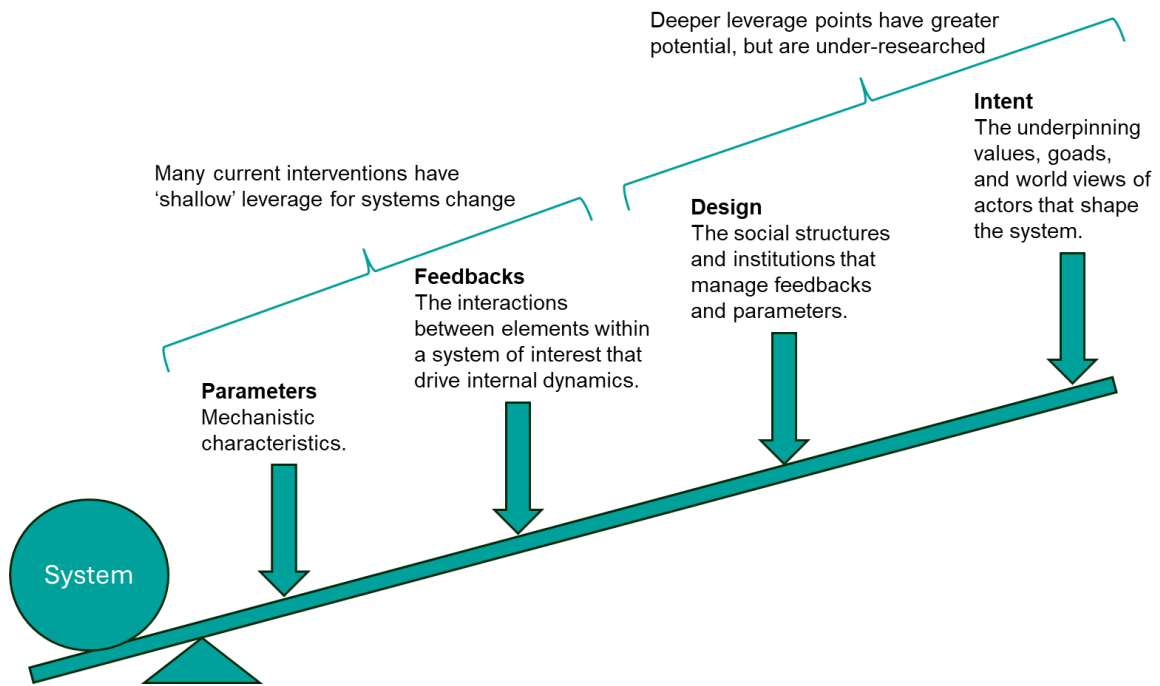 Deeper leverage points have greater
potential, but are under-researched
Many current interventions have
‘shallow’ leverage for systems change
Parameters
Mechanistic
characteristics.
Feedbacks
The interactions
between elements within
a system of interest that
drive internal dynamics.
Design
The social structures
and institutions that
manage feedbacks
and parameters.
Intent
The underpinning
values, goads,
and world views of
actors that shape
the system.
System